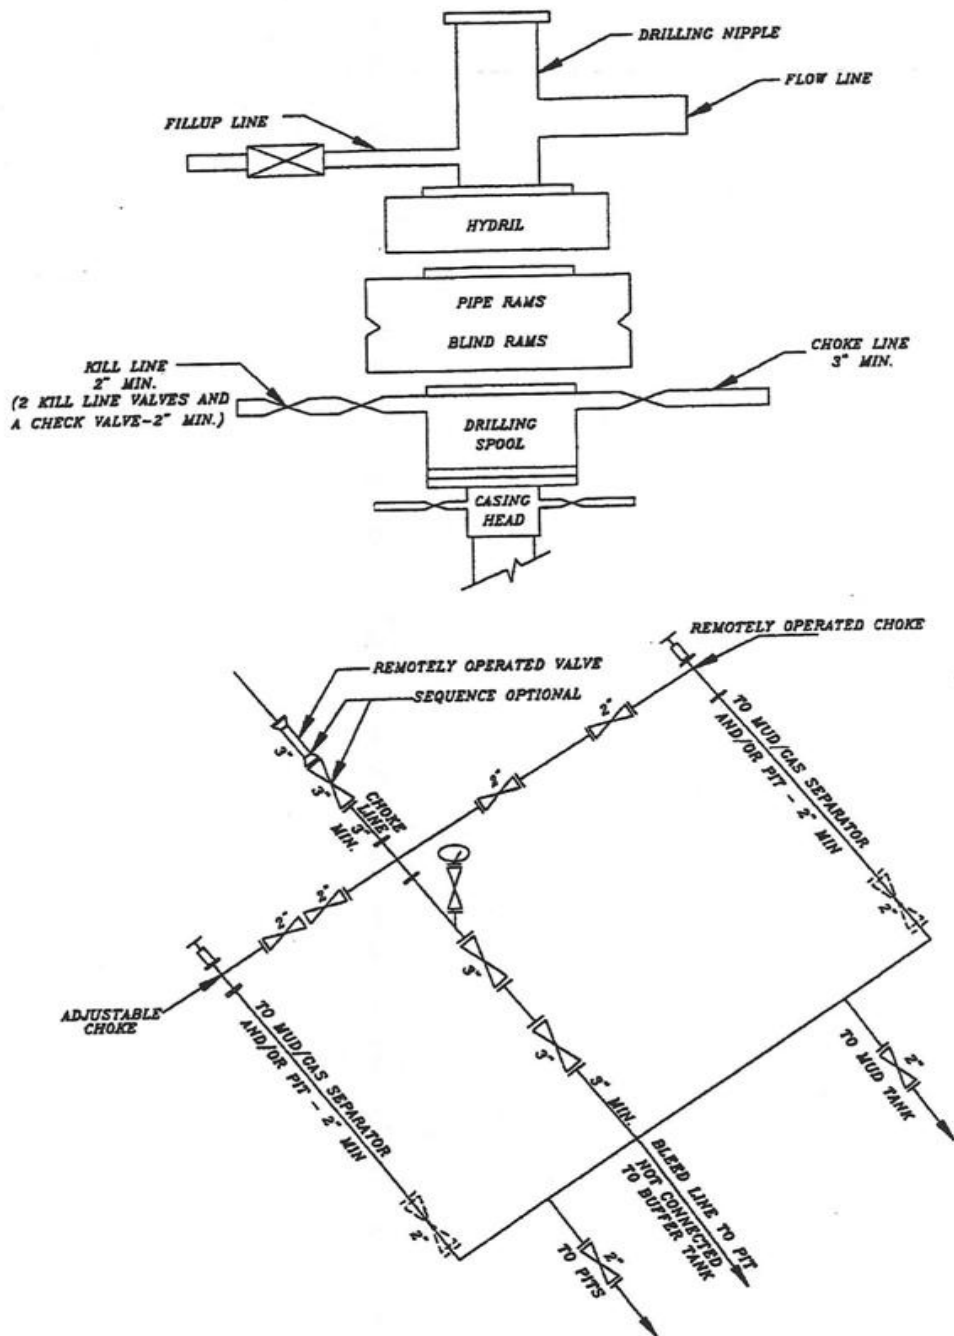 DRILLING NIPPLE
FLOW LINE
FILLUP LINE
HYDRIL
PIPE RAMS
BLIND RAMS
KILL LINE
2" MIN.
(2 KILL LINE VALVES AND
A CHECK VALVE-2" MIN.)
CHOKE LINE
3" MIN.
DRILLING
SPOOL
CASING
HEAD
REMOTELY OPERATED CHOKE
REMOTELY OPERATED VALVE
SEQUENCE OPTIONAL
3"
3"
CHOKE
LINE
3"
MIN.
2"
2"
TO MUD/GAS SEPARATOR
AND/OR PIT - 2" MIN
2"
2"
2"
3"
ADJUSTABLE
CHOKE
TO MUD/GAS SEPARATOR
AND/OR PIT - 2" MIN
2"
3"
3" MIN.
2"
TO MUD TANK
BLEED LINE TO PIT
NOT CONNECTED
TO BUFFER TANK
2"
TO PITS